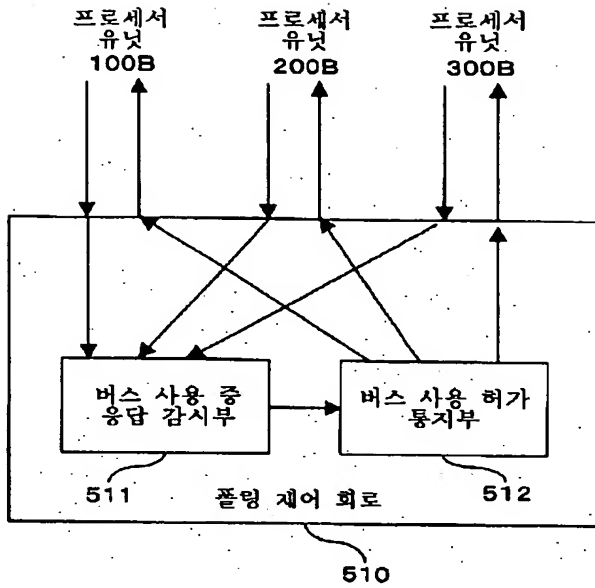 프로세서
유닛
100B
프로세서
유닛
200B
프로세서
유닛
300B
버스 사용 중
응답 감시부
버스 사용 허가
통지부
511
512
폴링 제어 회로
510